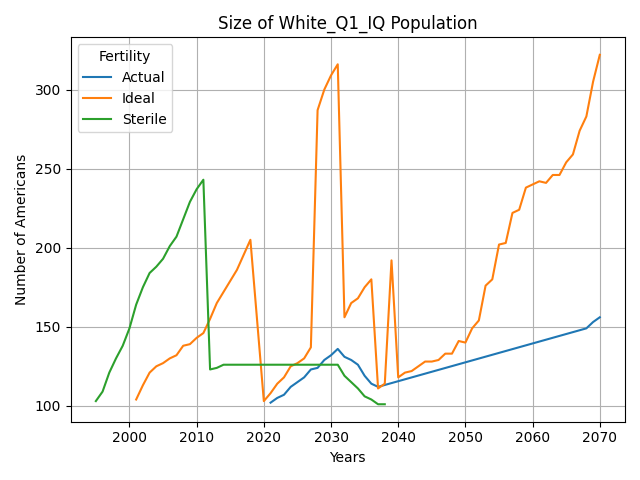 Size of White_Q1_IQ Population
Fertility
Actual
Ideal
Sterile
Number of Americans
300
250
200
150
100
2000
2010
2020
2030
2040
2050
2060
2070
Years